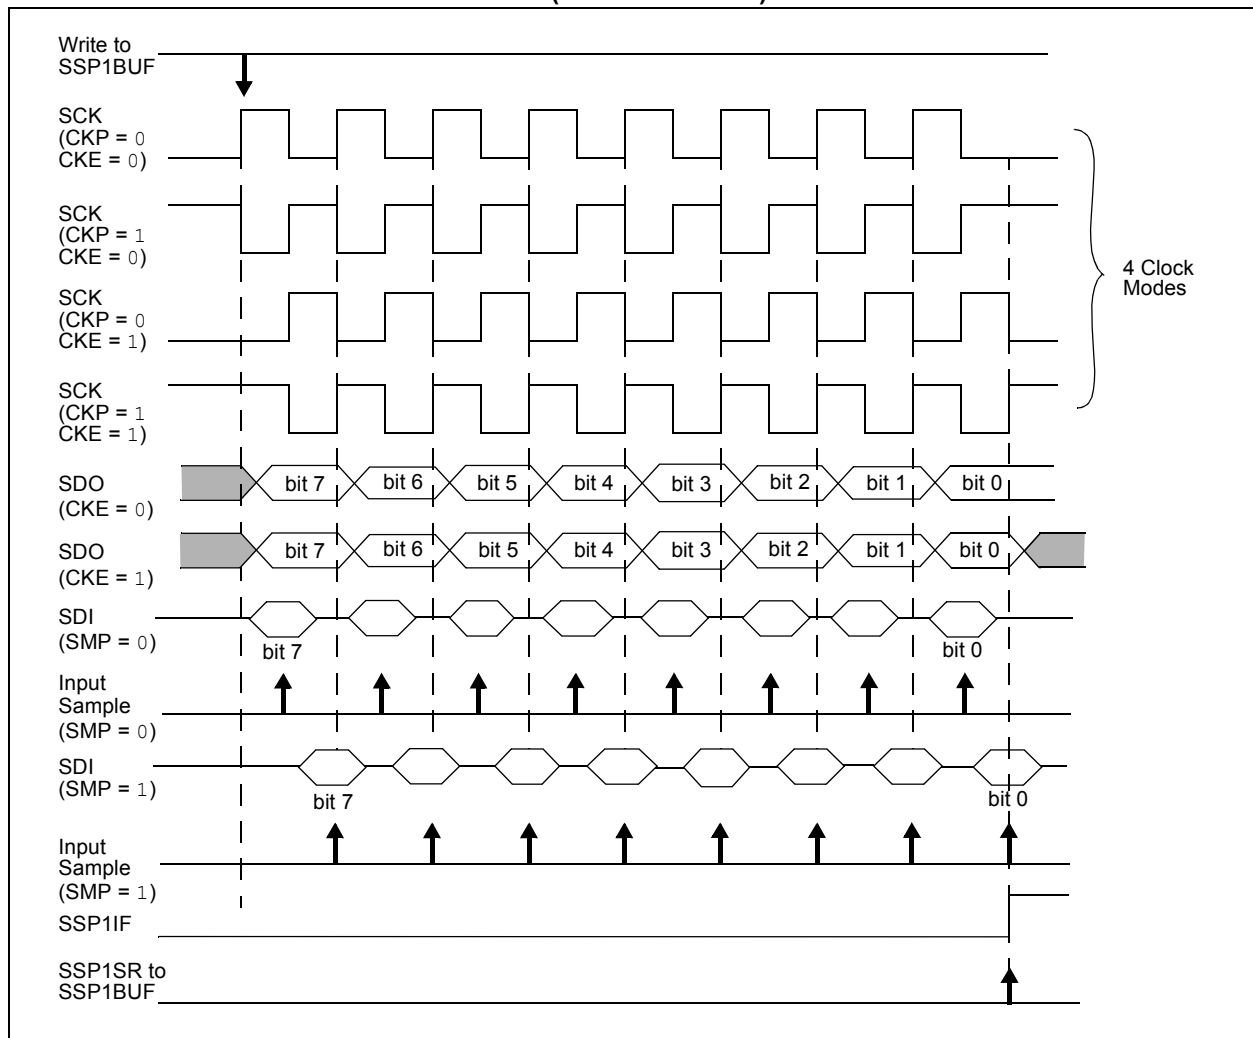 Write to
SSP1BUF
SCK
(CKP = 0
CKE = 0)
SCK
(CKP = 1
CKE = 0)
4 Clock
Modes
SCK
(CKP = 0
CKE = 1)
SCK
(CKP = 1
CKE = 1)
SDO
(CKE = 0)
bit 7 bit 6 bit 5 bit 4 bit 3 bit 2 bit 1 bit 0
SDO
(CKE = 1)
bit 7 bit 6 bit 5 bit 4 bit 3 bit 2 bit 1 bit 0
SDI
(SMP = 0)
bit 7 bit 0
Input
Sample
(SMP = 0)
SDI
(SMP = 1)
bit 7 bit 0
Input
Sample
(SMP = 1)
SSP1IF
SSP1SR to
SSP1BUF